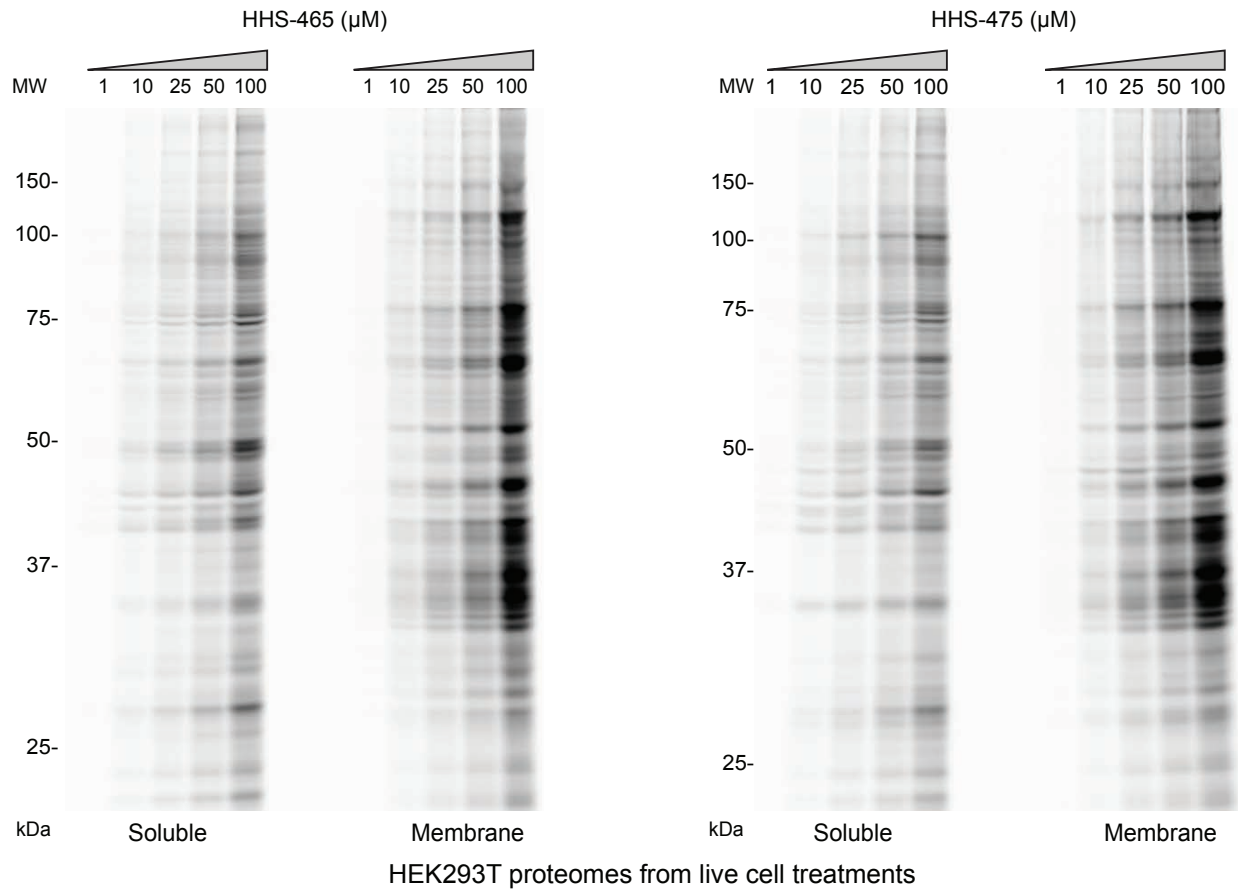 HHS-465 (µM)
HHS-475 (µM)
MW 1 10 25 50 100 1 10 25 50 100
MW 1 10 25 50 100 1 10 25 50 100
150-
100-
75-
50-
37-
25-
150-
100-
75-
50-
37-
25-
kDa Soluble Membrane
kDa Soluble Membrane
HEK293T proteomes from live cell treatments